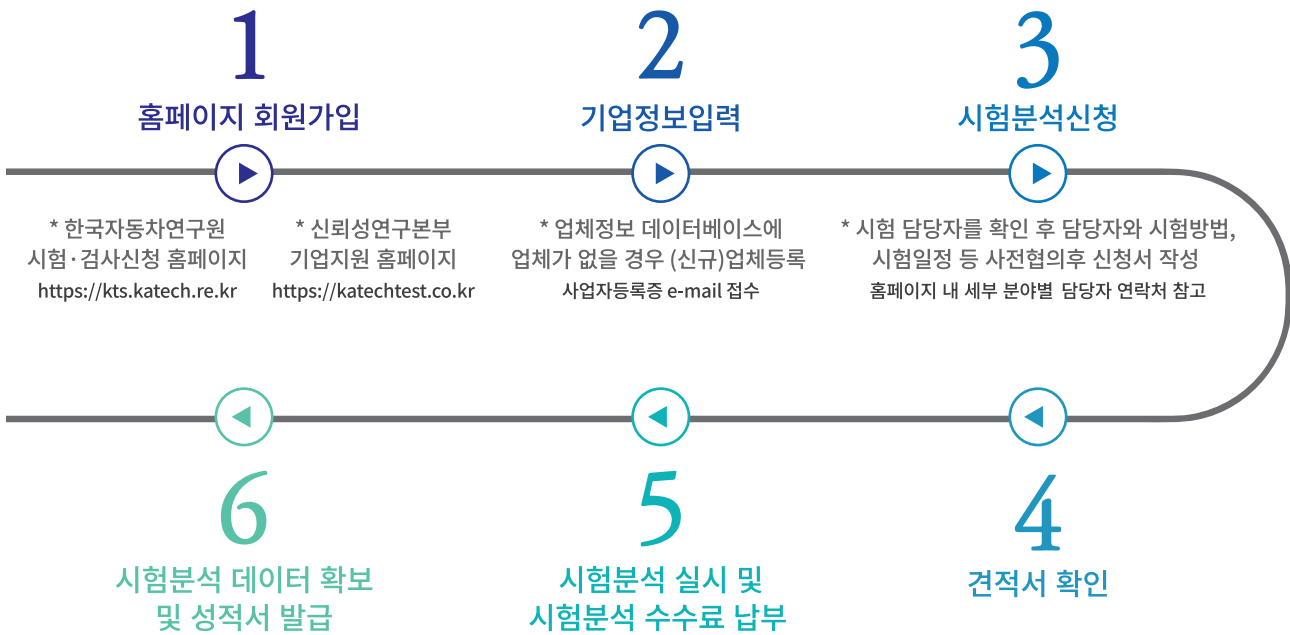 1
홈페이지 회원가입
* 한국자동차연구원
시험·검사신청 홈페이지
https://kts.katech.re.kr
* 신뢰성연구본부
기업지원 홈페이지
https://katechtest.co.kr
2
기업정보입력
* 업체정보 데이터베이스에
업체가 없을 경우 (신규)업체등록
사업자등록증 e-mail 접수
3
시험분석신청
* 시험 담당자를 확인 후 담당자와 시험방법,
시험일정 등 사전협의후 신청서 작성
홈페이지 내 세부 분야별 담당자 연락처 참고
4
견적서 확인
5
시험분석 실시 및
시험분석 수수료 납부
6
시험분석 데이터 확보
및 성적서 발급